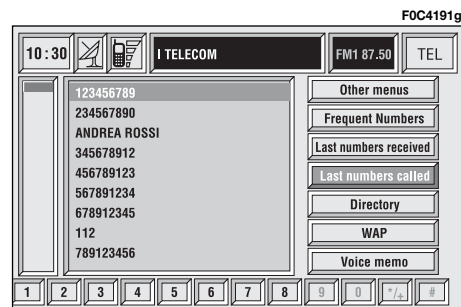 F0C4191g
10:30 I TELECOM FM1 87.50 TEL
123456789
234567890
ANDREA ROSSI
345678912
456789123
567891234
678912345
112
789123456
Other menus
Frequent Numbers
Last numbers received
Last numbers called
Directory
WAP
Voice memo
1 2 3 4 5 6 7 8 9 0 */+ #